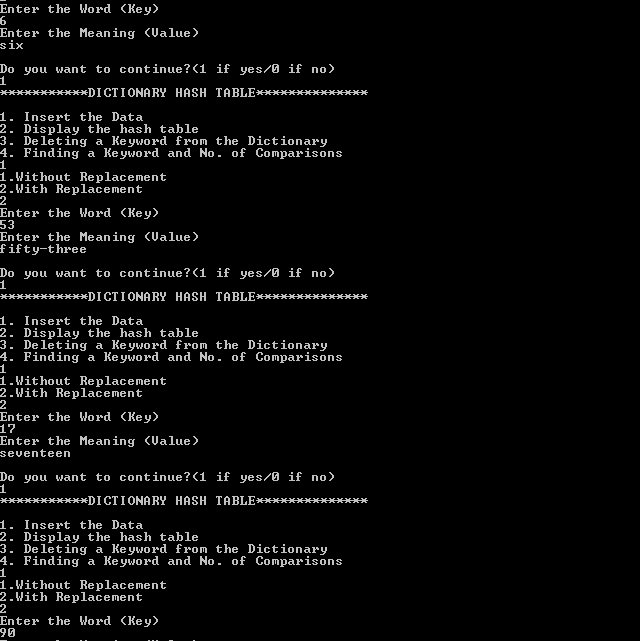 Enter the Word (Key)
6
Enter the Meaning (Value)
six
Do you want to continue?(1 if yes/0 if no)
1
***********DICTIONARY HASH TABLE**************
1. Insert the Data
2. Display the hash table
3. Deleting a Keyword from the Dictionary
4. Finding a Keyword and No. of Comparisons
1
1.Without Replacement
2.With Replacement
2
Enter the Word (Key)
53
Enter the Meaning (Value)
fifty-three
Do you want to continue?(1 if yes/0 if no)
1
***********DICTIONARY HASH TABLE**************
1. Insert the Data
2. Display the hash table
3. Deleting a Keyword from the Dictionary
4. Finding a Keyword and No. of Comparisons
1
1.Without Replacement
2.With Replacement
2
Enter the Word (Key)
17
Enter the Meaning (Value)
seventeen
Do you want to continue?(1 if yes/0 if no)
1
***********DICTIONARY HASH TABLE**************
1. Insert the Data
2. Display the hash table
3. Deleting a Keyword from the Dictionary
4. Finding a Keyword and No. of Comparisons
1
1.Without Replacement
2.With Replacement
2
Enter the Word (Key)
90